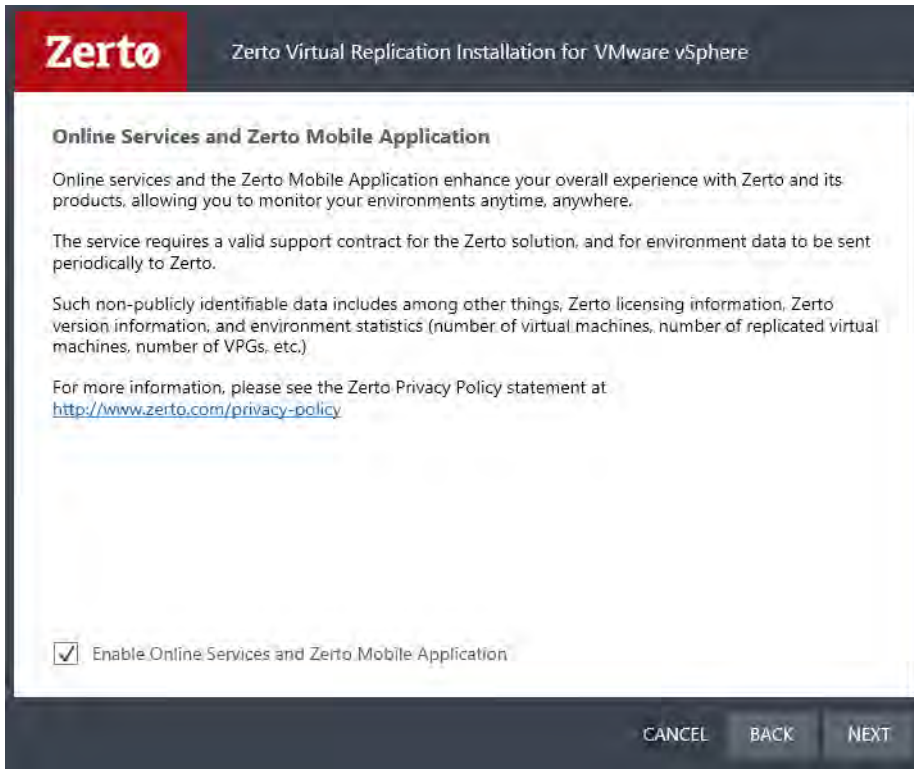 Zertø
Zerto Virtual Replication Installation for VMware vSphere
Online Services and Zerto Mobile Application
Online services and the Zerto Mobile Application enhance your overall experience with Zerto and its
products, allowing you to monitor your environments anytime, anywhere.
The service requires a valid support contract for the Zerto solution, and for environment data to be sent
periodically to Zerto.
Such non-publicly identifiable data includes among other things, Zerto licensing information, Zerto
version information, and environment statistics (number of virtual machines, number of replicated virtual
machines, number of VPGs, etc.)
For more information, please see the Zerto Privacy Policy statement at
http://www.zerto.com/privacy-policy
Enable Online Services and Zerto Mobile Application
CANCEL BACK NEXT